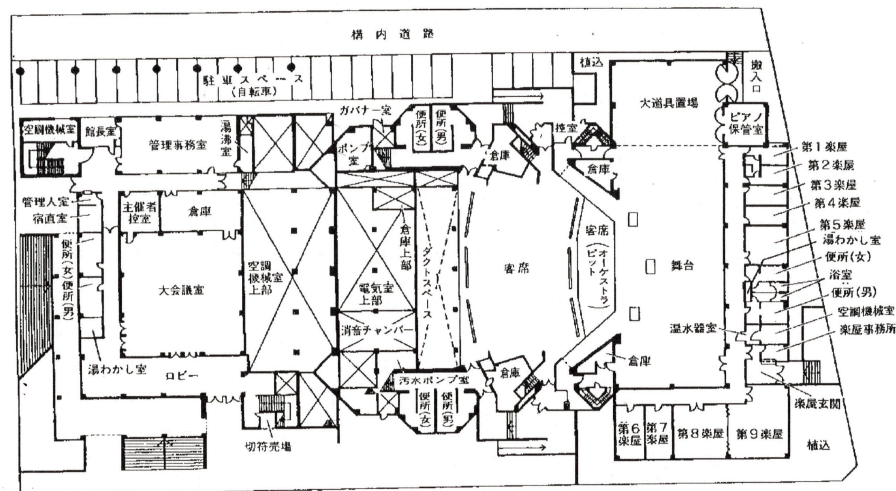 構内道路
駐車スペース
(自転車)
植込
搬入口
大道具置場
ピアノ
保管室
ガバナー室
空調機械室
館長室
管理事務室
湯沸室
ポンプ室
便所(女)
便所(男)
控室
倉庫
倉庫
第1楽屋
第2楽屋
第3楽屋
第4楽屋
第5楽屋
湯わかし室
便所(女)
浴室
便所(男)
空調機械室
楽屋事務所
管理人室
宿直室
主催者
控室
倉庫
便所(女)
便所(男)
大会議室
空調
機械室
上部
倉庫上部
電気室
上部
ダクトスペース
客席
客席
(オーケストラ)
ピット
舞台
消音チャンバー
温水器室
湯わかし室
ロビー
汚水ポンプ室
便所(女)
便所(男)
倉庫
倉庫
切符売場
楽屋玄関
第6
楽屋
第7
楽屋
第8楽屋
第9楽屋
植込